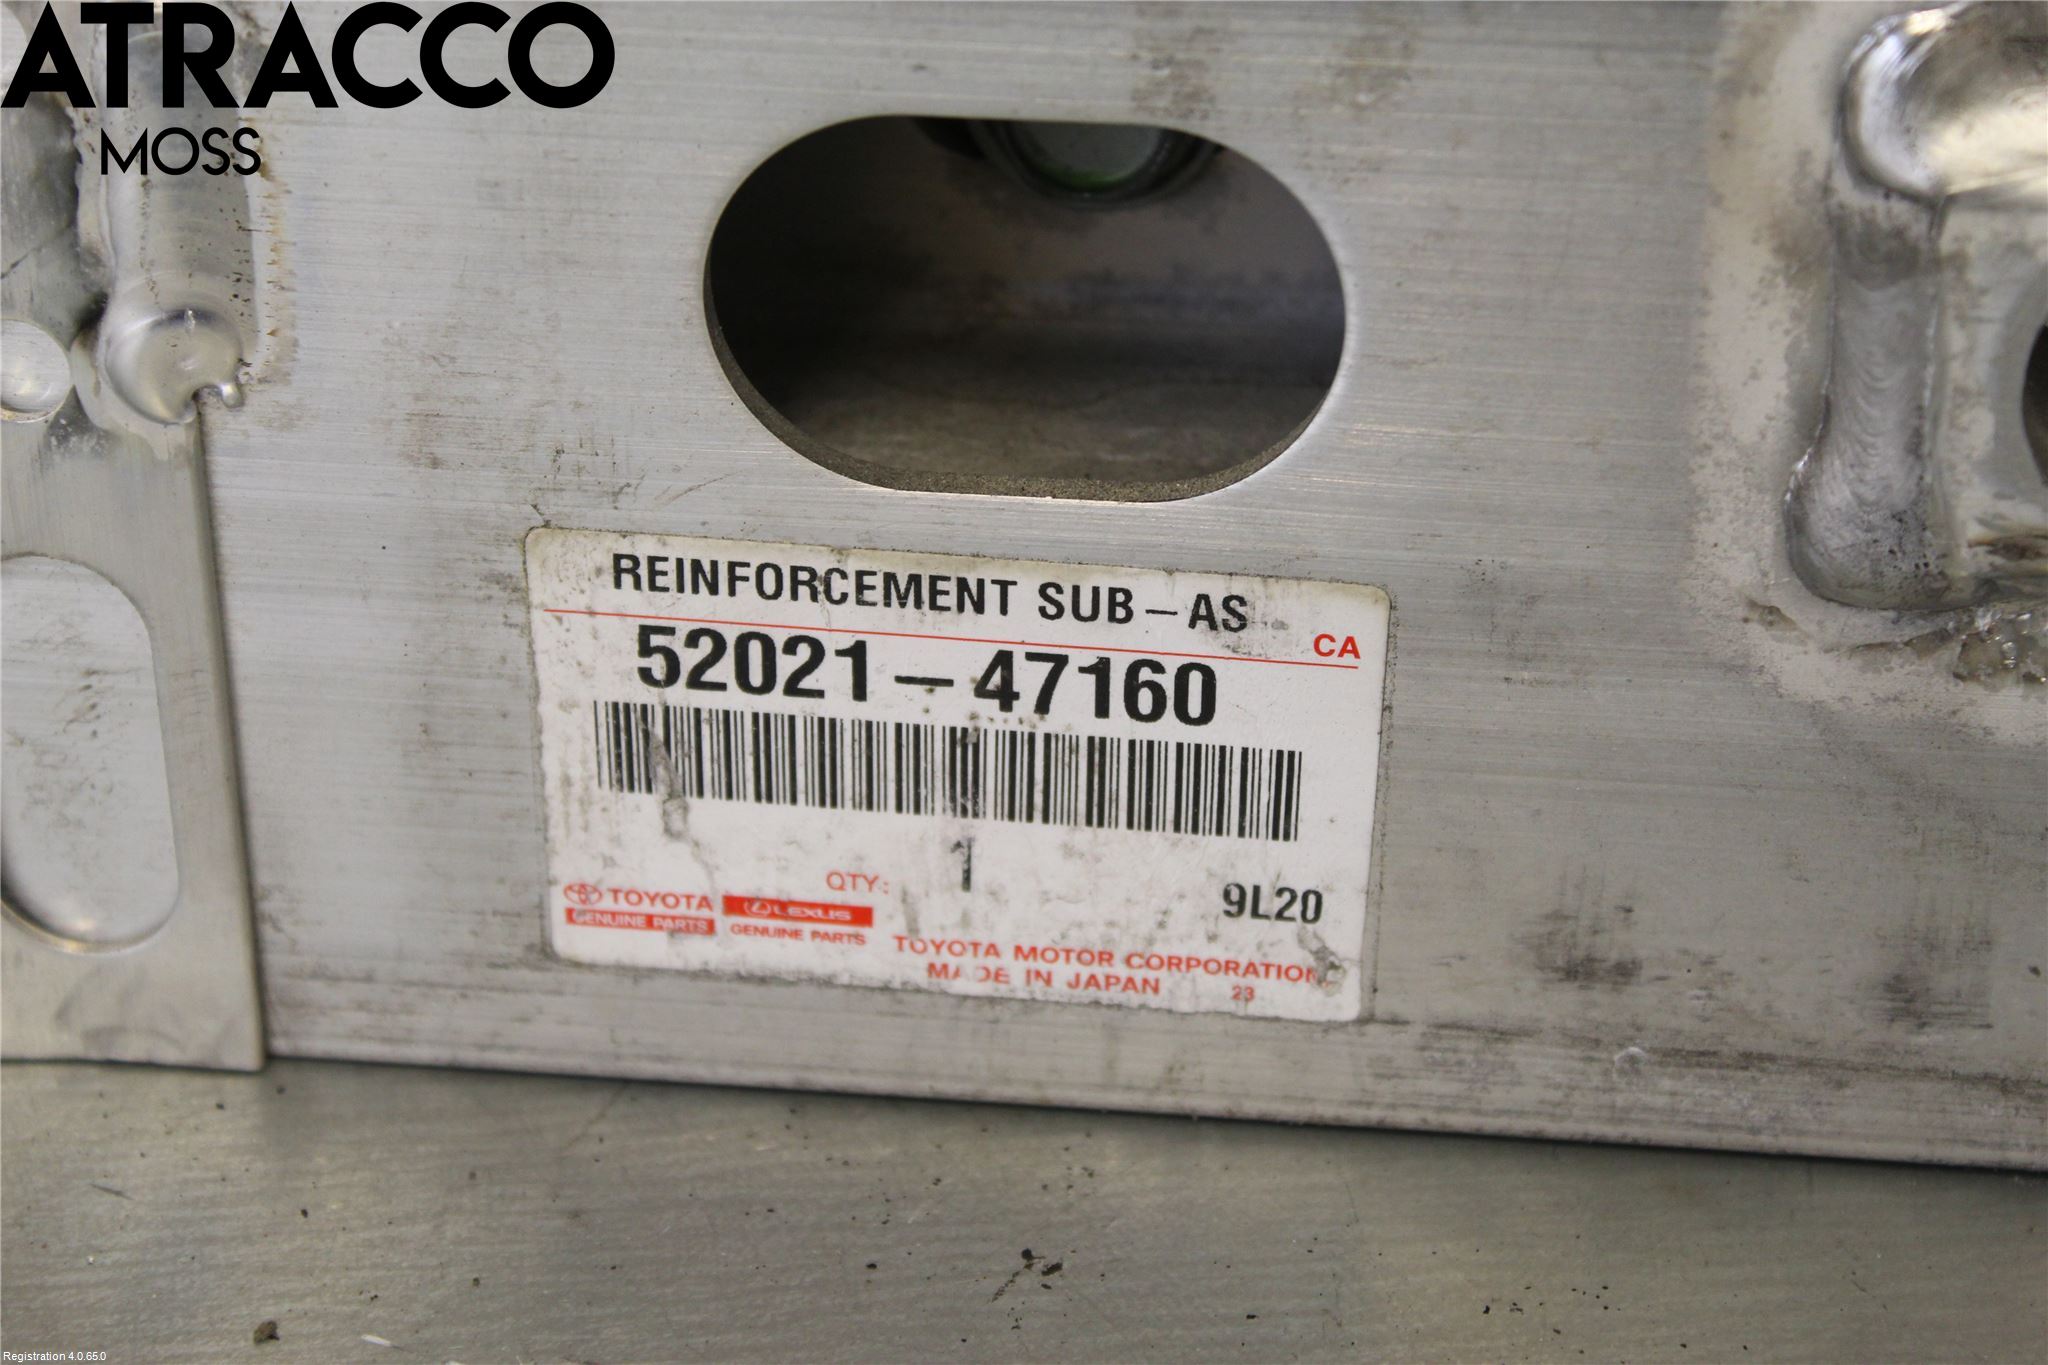 ATRACCO
MOSS
REINFORCEMENT SUB-AS
CA
52021-47160
QTY: 1
9L20
TOYOTA LEXUS
GENUINE PARTS GENUINE PARTS
TOYOTA MOTOR CORPORATION
MADE IN JAPAN 23
Registration 4.0.65.0